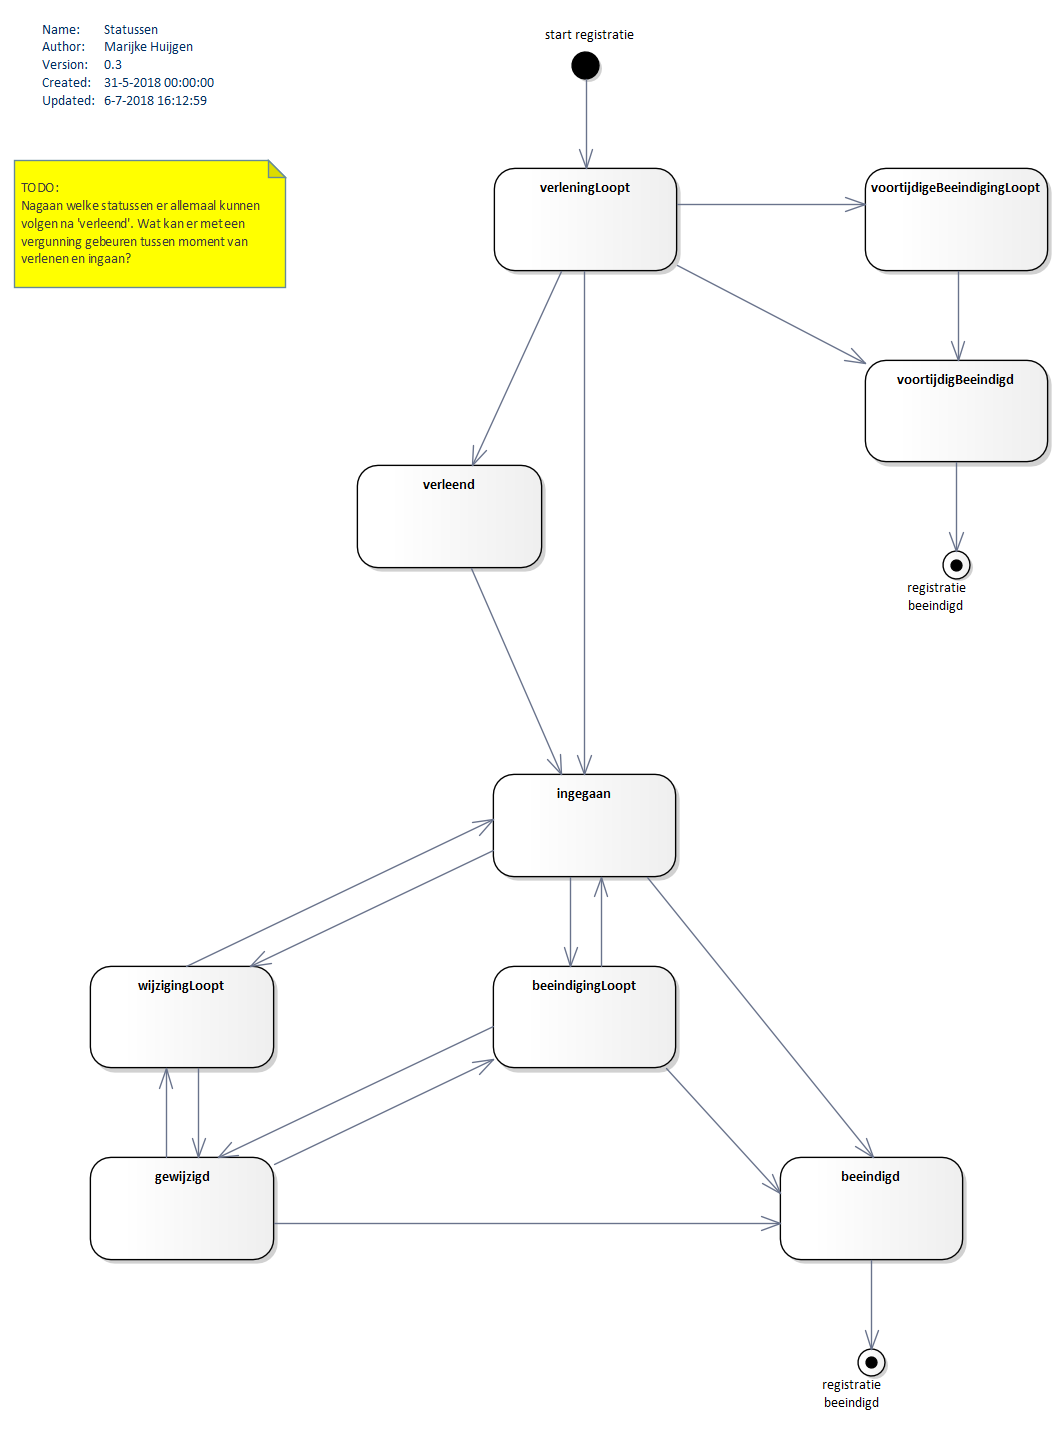 Name: Statussen
Author: Marijke Huijgen
Version: 0.3
Created: 31-5-2018 00:00:00
Updated: 6-7-2018 16:12:59
start registratie
TODO:
Nagaan welke statussen er allemaal kunnen
volgen na 'verleend'. Wat kan er met een
vergunning gebeuren tussen moment van
verlenen en ingaan?
verleningLoopt
voortijdigeBeeindigingLoopt
voortijdigBeeindigd
verleend
registratie
beeindigd
ingegaan
wijzigingLoopt
beeindigingLoopt
gewijzigd
beeindigd
registratie
beeindigd